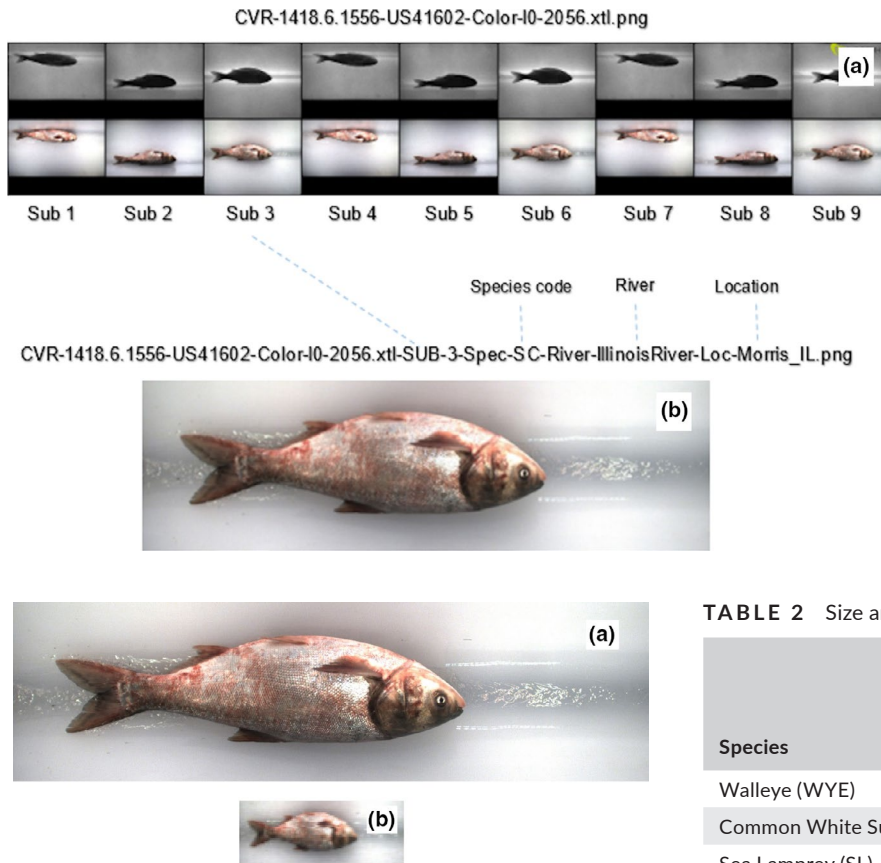 CVR-1418.6.1556-US41602-Color-I0-2056.xtl.png
(a)
Sub 1 Sub 2 Sub 3 Sub 4 Sub 5 Sub 6 Sub 7 Sub 8 Sub 9
Species code River Location
CVR-1418.6.1556-US41602-Color-I0-2056.xtl-SUB-3-Spec-SC-River-IllinoisRiver-Loc-Morris_IL.png
(b)
(a)
(b)
TABLE 2 Size a
Species
Walleye (WYE)
Common White Su
Sea Lamprey (SL)